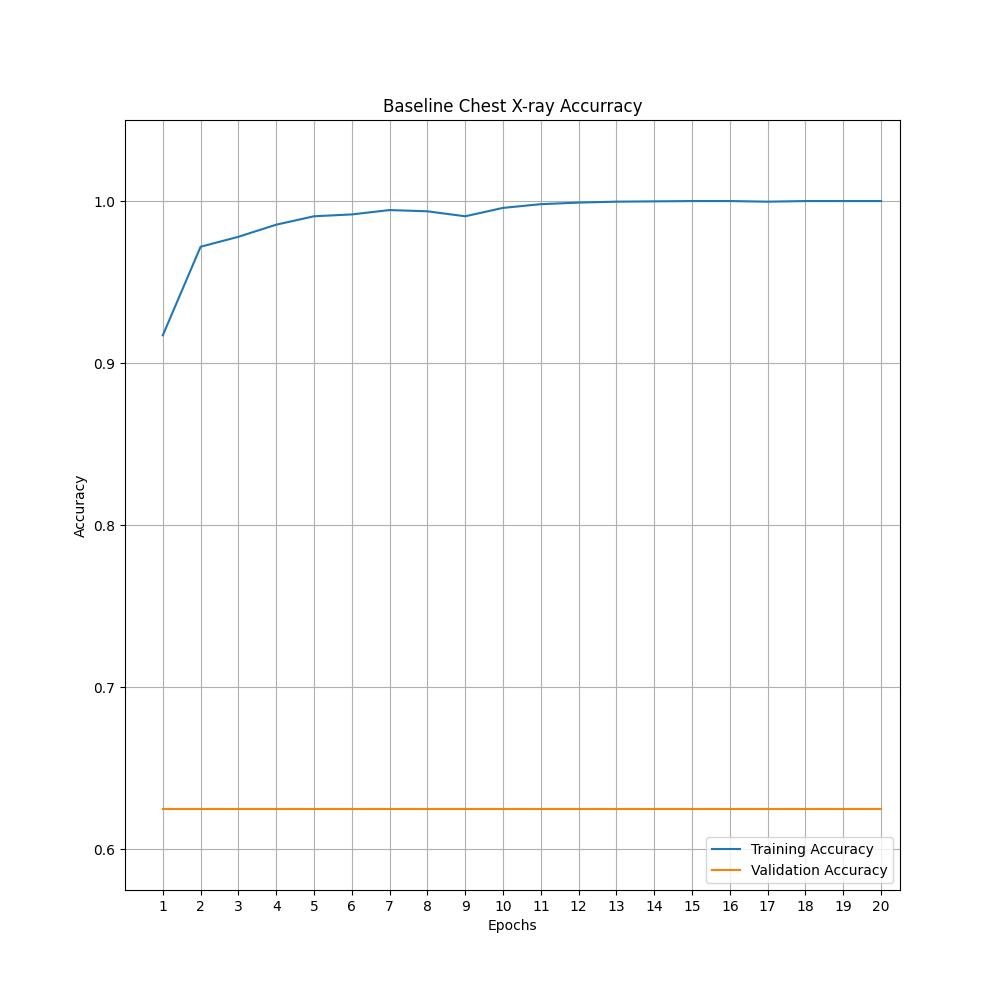 Baseline Chest X-ray Accurracy
1.0
0.9
0.8
0.7
0.6
Accuracy
Training Accuracy
Validation Accuracy
1 2 3 4 5 6 7 8 9 10 11 12 13 14 15 16 17 18 19 20
Epochs